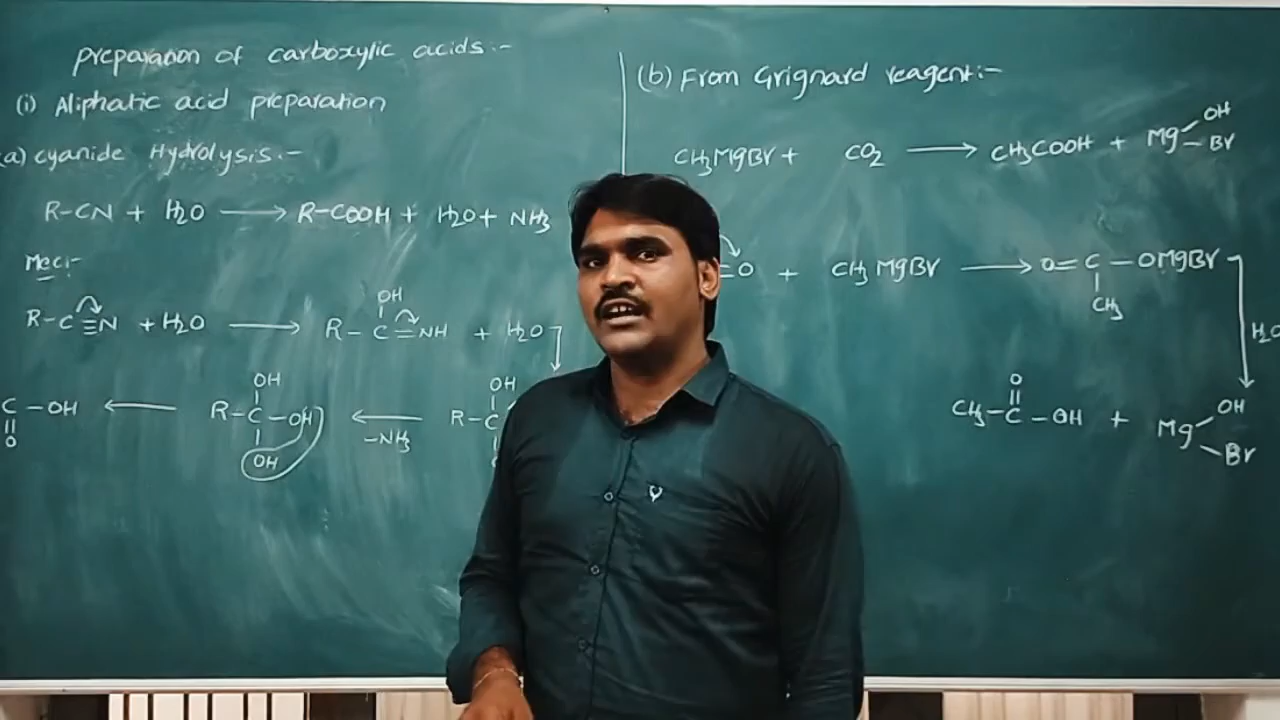 preparation of carboxylic acids:-
(i) Aliphatic acid preparation
(a) cyanide Hydrolysis:-
R-CN + H2O ⟶ R-COOH + H2O + NH3
Mec:-
R-C≡N + H2O ⟶ R-C=NH + H2O
OH
OH
R-C
-NH3
⟵
OH
R-C-OH
OH
⟵
C-OH
O
(b) From Grignard reagent:-
CH3MgBr + CO2 ⟶ CH3COOH + Mg
OH
Br
=O + CH3MgBr ⟶ O=C-OMgBr
CH3
H2O
O
CH3-C-OH + Mg
OH
Br